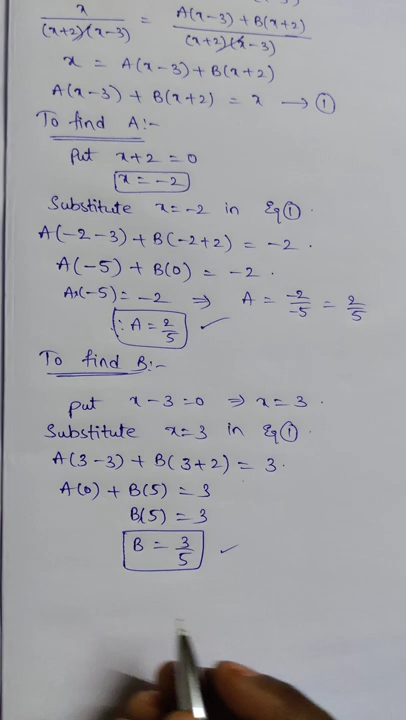 x/((x+2)(x-3)) = (A(x-3)+B(x+2))/((x+2)(x-3))
x = A(x-3)+B(x+2)
A(x-3)+B(x+2) = x → ①
To find A:-
Put x+2=0
x=-2
Substitute x=-2 in Eq①.
A(-2-3)+B(-2+2) = -2.
A(-5)+B(0) = -2.
A×(-5)=-2 ⇒ A = -2/-5 = 2/5
∴ A = 2/5 ✓
To find B:-
put x-3=0 ⇒ x=3.
Substitute x=3 in Eq①.
A(3-3)+B(3+2)=3.
A(0)+B(5)=3
B(5)=3
B = 3/5 ✓